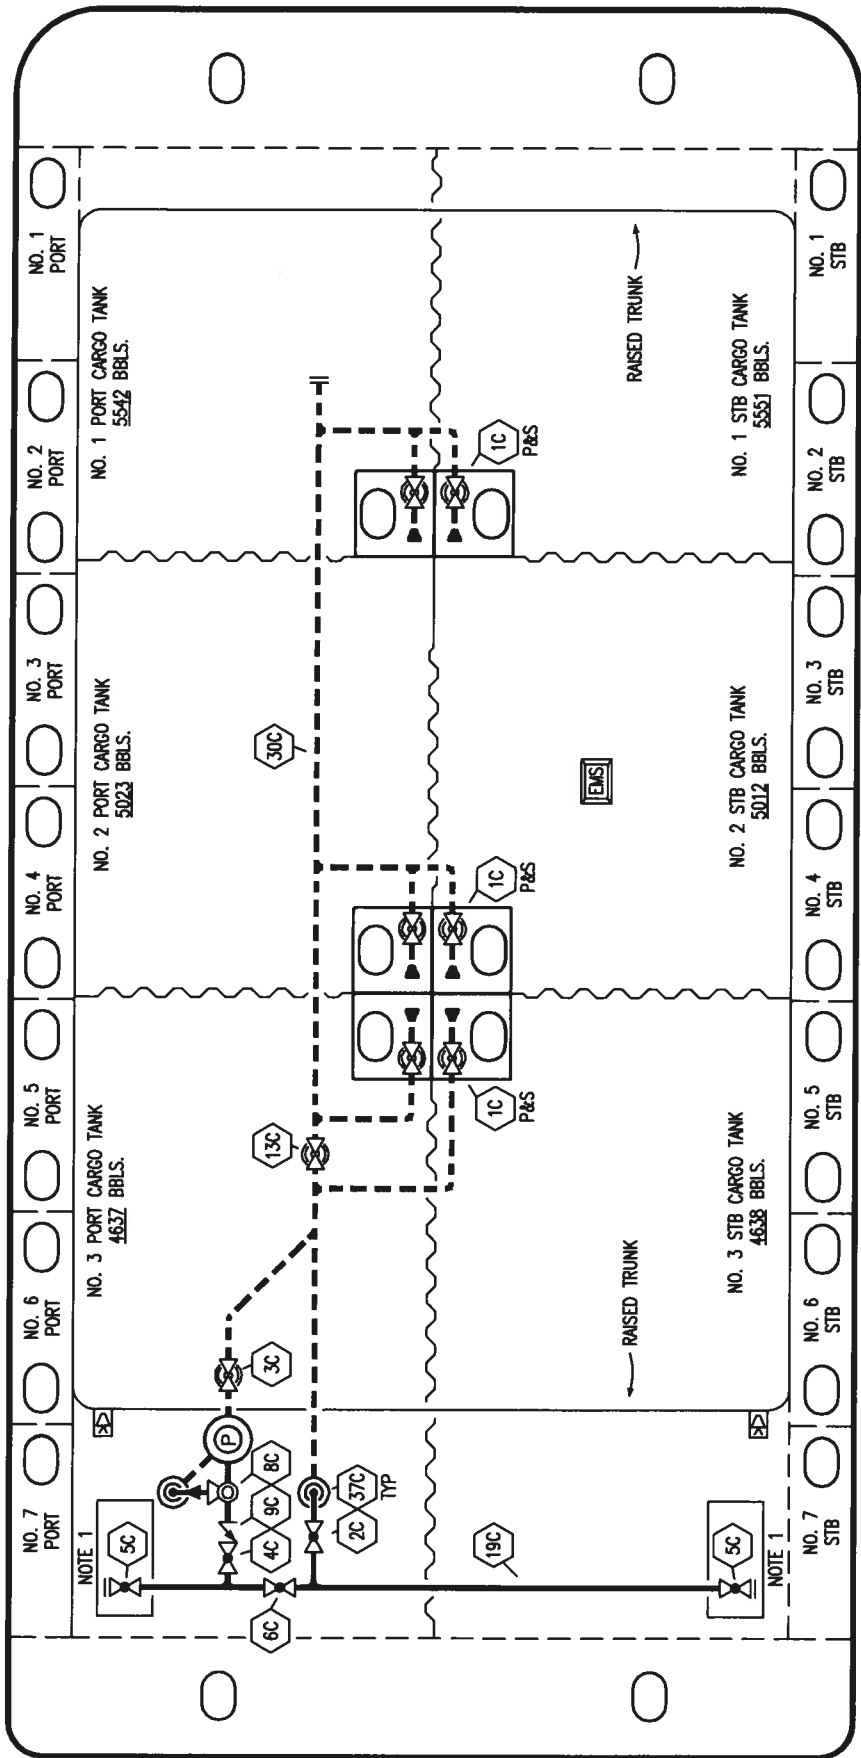 NO. 1
PORT
NO. 2
PORT
NO. 3
PORT
NO. 4
PORT
NO. 5
PORT
NO. 6
PORT
NO. 7
PORT
NO. 1 PORT CARGO TANK
5542 BBLS.
NO. 2 PORT CARGO TANK
5023 BBLS.
NO. 3 PORT CARGO TANK
4637 BBLS.
RAISED TRUNK
1C
P&S
30C
EMS
1C
P&S
1C
P&S
13C
3C
P
8C
9C
4C
37C
TYP
2C
NOTE 1
5C
6C
19C
5C
NOTE 1
RAISED TRUNK
NO. 1 STB CARGO TANK
5551 BBLS.
NO. 2 STB CARGO TANK
5012 BBLS.
NO. 3 STB CARGO TANK
4638 BBLS.
NO. 1
STB
NO. 2
STB
NO. 3
STB
NO. 4
STB
NO. 5
STB
NO. 6
STB
NO. 7
STB